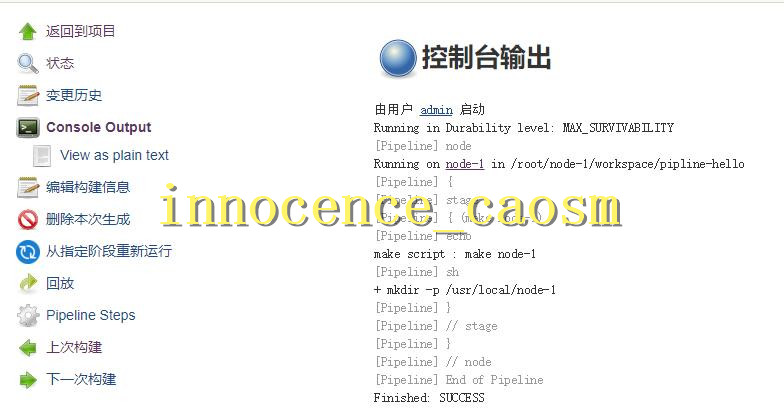 返回到项目
状态
变更历史
Console Output
View as plain text
编辑构建信息
删除本次生成
从指定阶段重新运行
回放
Pipeline Steps
上次构建
下一次构建
控制台输出
由用户 admin 启动
Running in Durability level: MAX_SURVIVABILITY
[Pipeline] node
Running on node-1 in /root/node-1/workspace/pipline-hello
[Pipeline] {
[Pipeline] stage
[Pipeline] { (make node-1)
[Pipeline] echo
make script : make node-1
[Pipeline] sh
+ mkdir -p /usr/local/node-1
[Pipeline] }
[Pipeline] // stage
[Pipeline] }
[Pipeline] // node
[Pipeline] End of Pipeline
Finished: SUCCESS
innocence_caosm